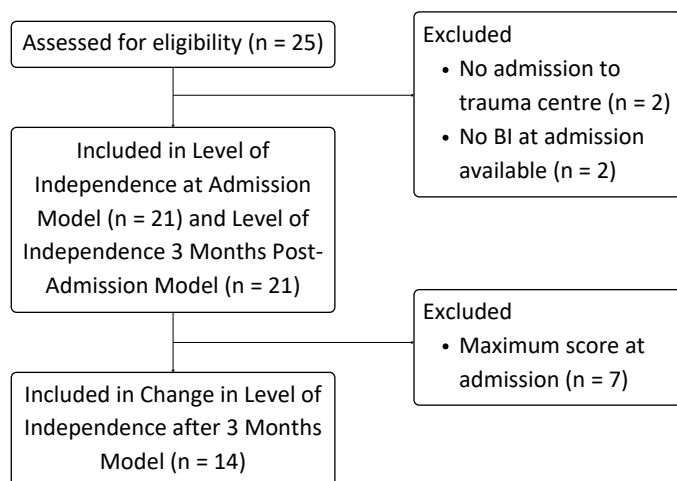 Assessed for eligibility (n = 25)
Excluded
• No admission to
trauma centre (n = 2)
• No BI at admission
available (n = 2)
Included in Level of
Independence at Admission
Model (n = 21) and Level of
Independence 3 Months Post-
Admission Model (n = 21)
Excluded
• Maximum score at
admission (n = 7)
Included in Change in Level of
Independence after 3 Months
Model (n = 14)